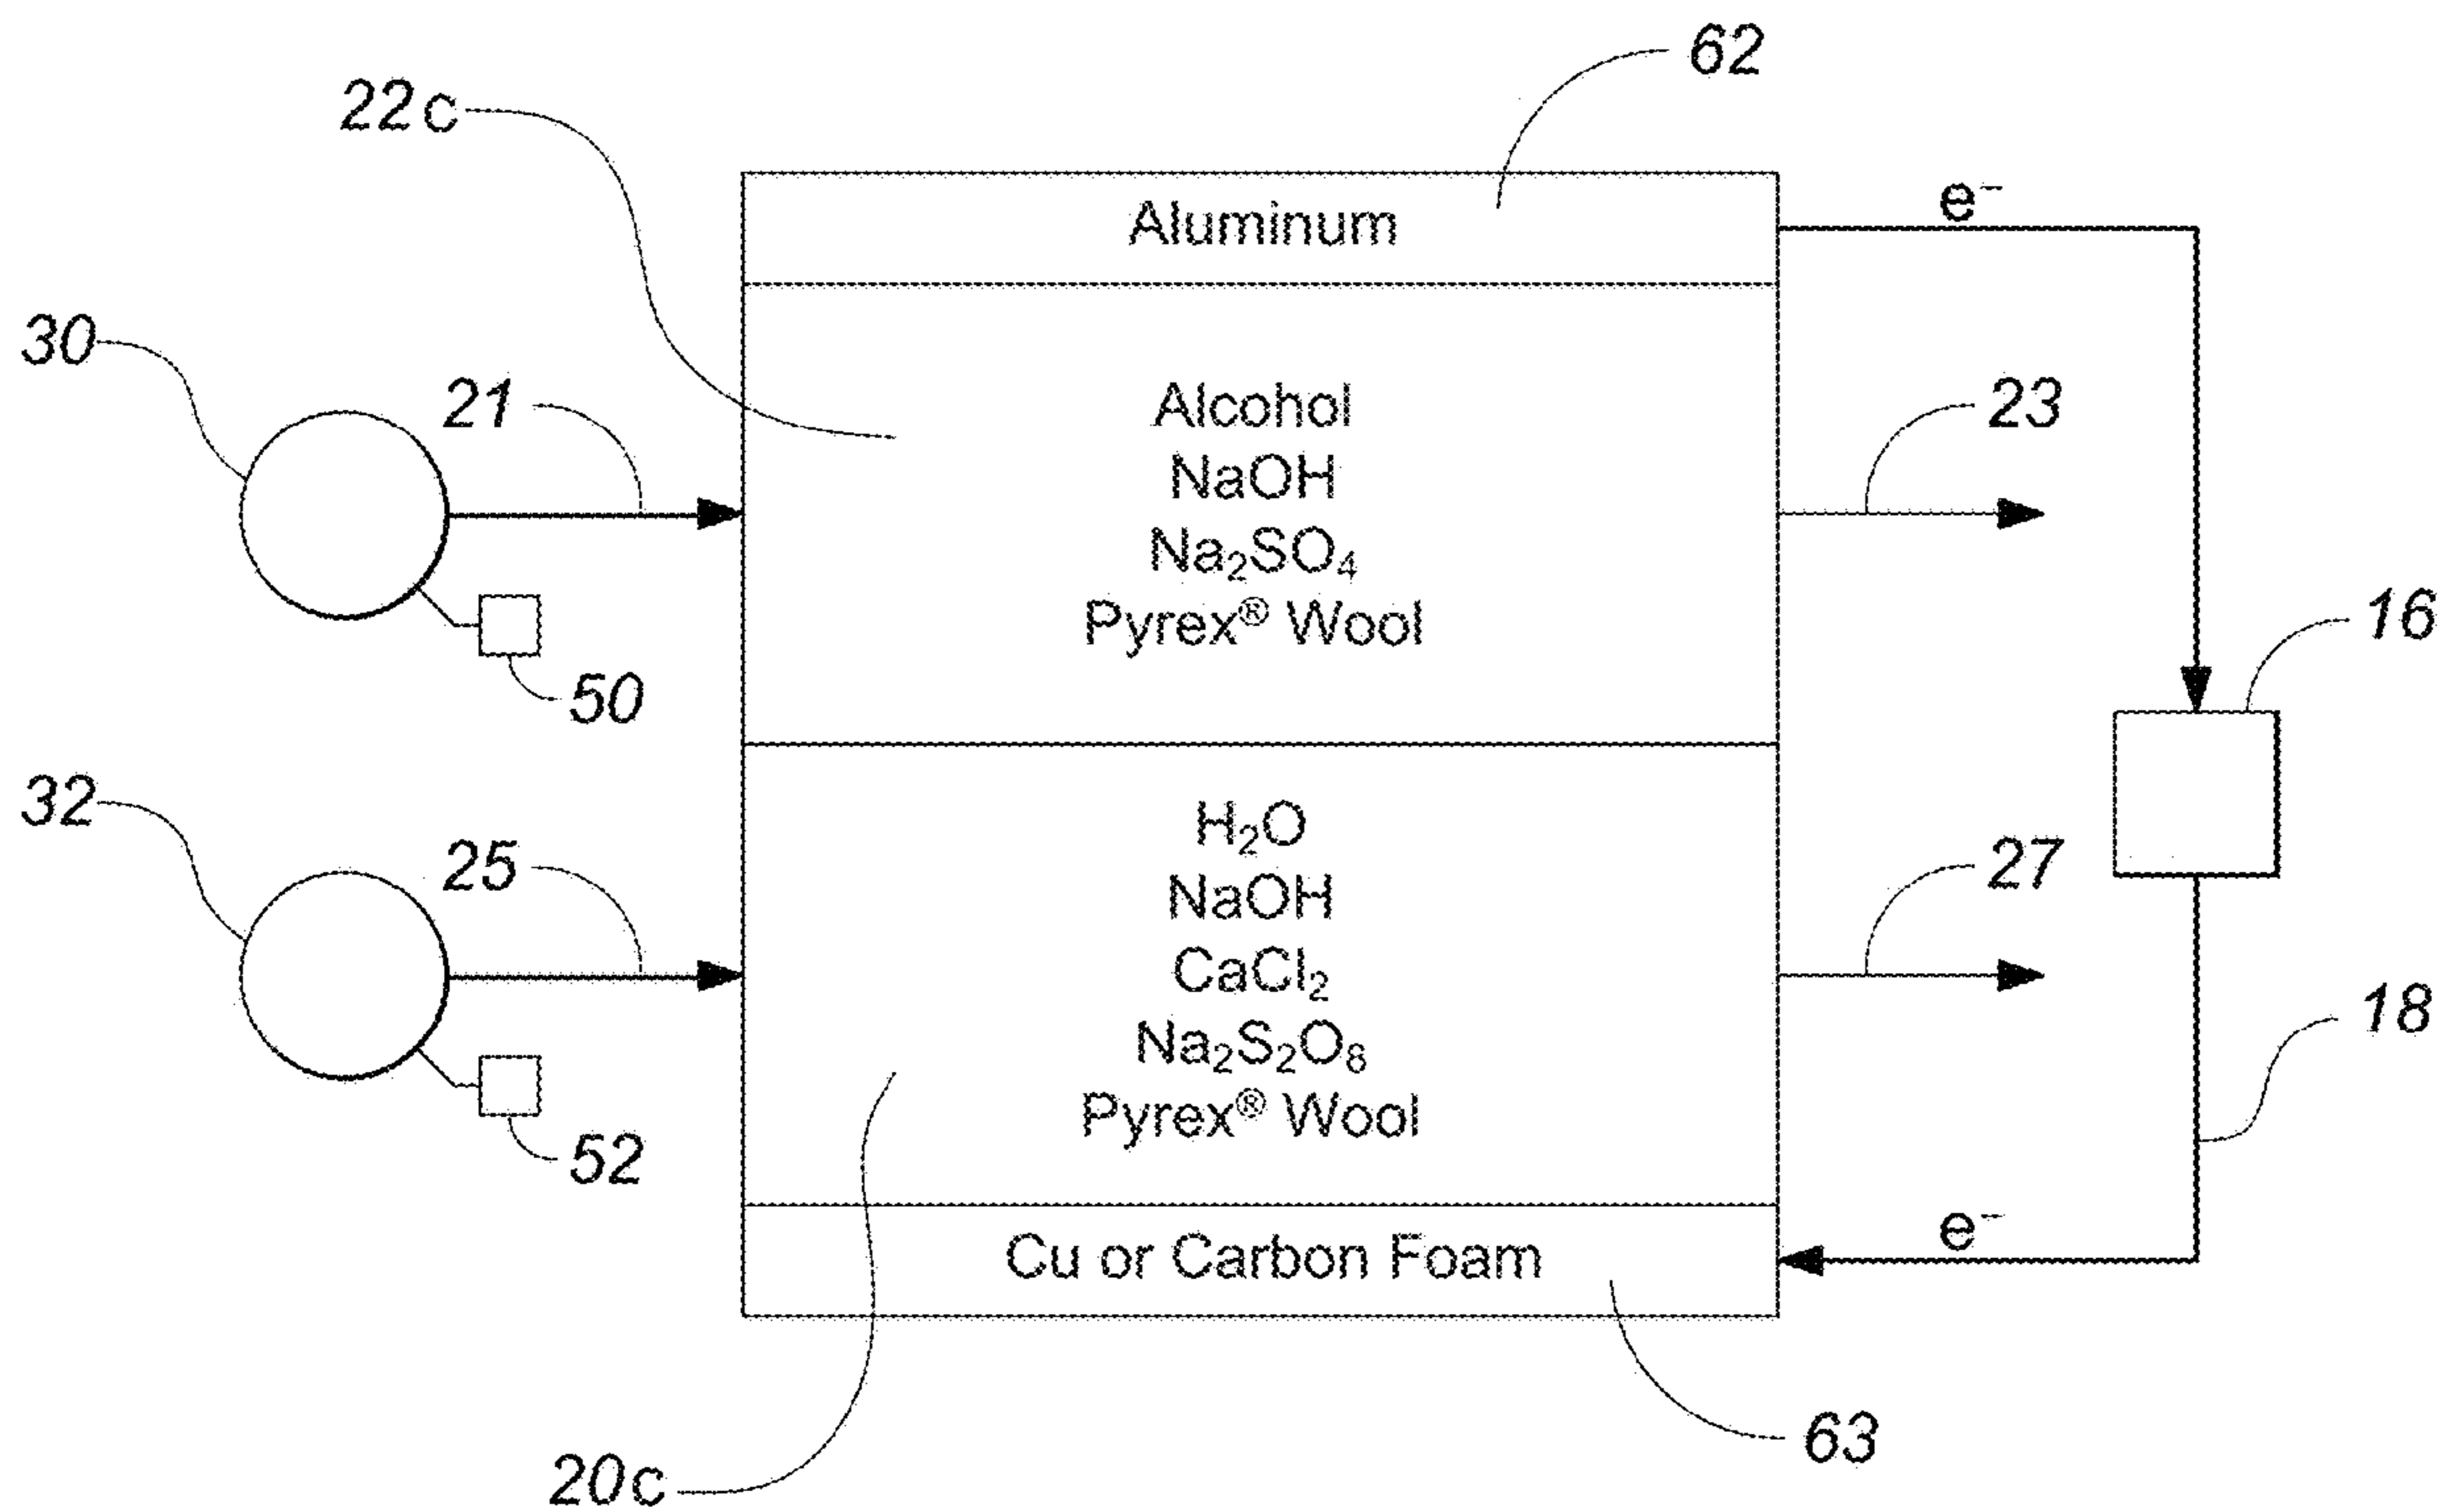 62
22c
Aluminum
e⁻
30
21
Alcohol
NaOH
Na₂SO₄
Pyrex® Wool
23
50
16
32
25
H₂O
NaOH
CaCl₂
Na₂S₂O₈
Pyrex® Wool
27
18
52
Cu or Carbon Foam
e⁻
63
20c